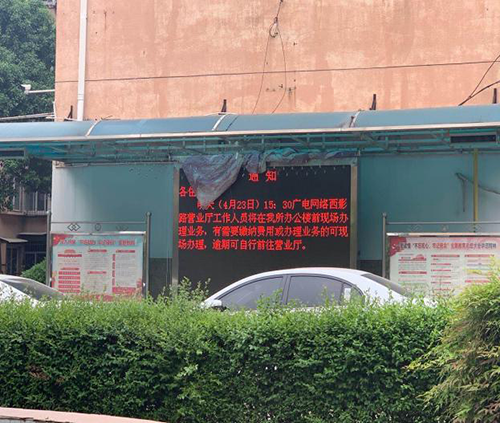 通知
各住
明天（4月23日）15：30广电网络西影
路营业厅工作人员将在我所办公楼前现场办
理业务，有需要缴纳费用或办理业务的可现
场办理，逾期可自行前往营业厅。